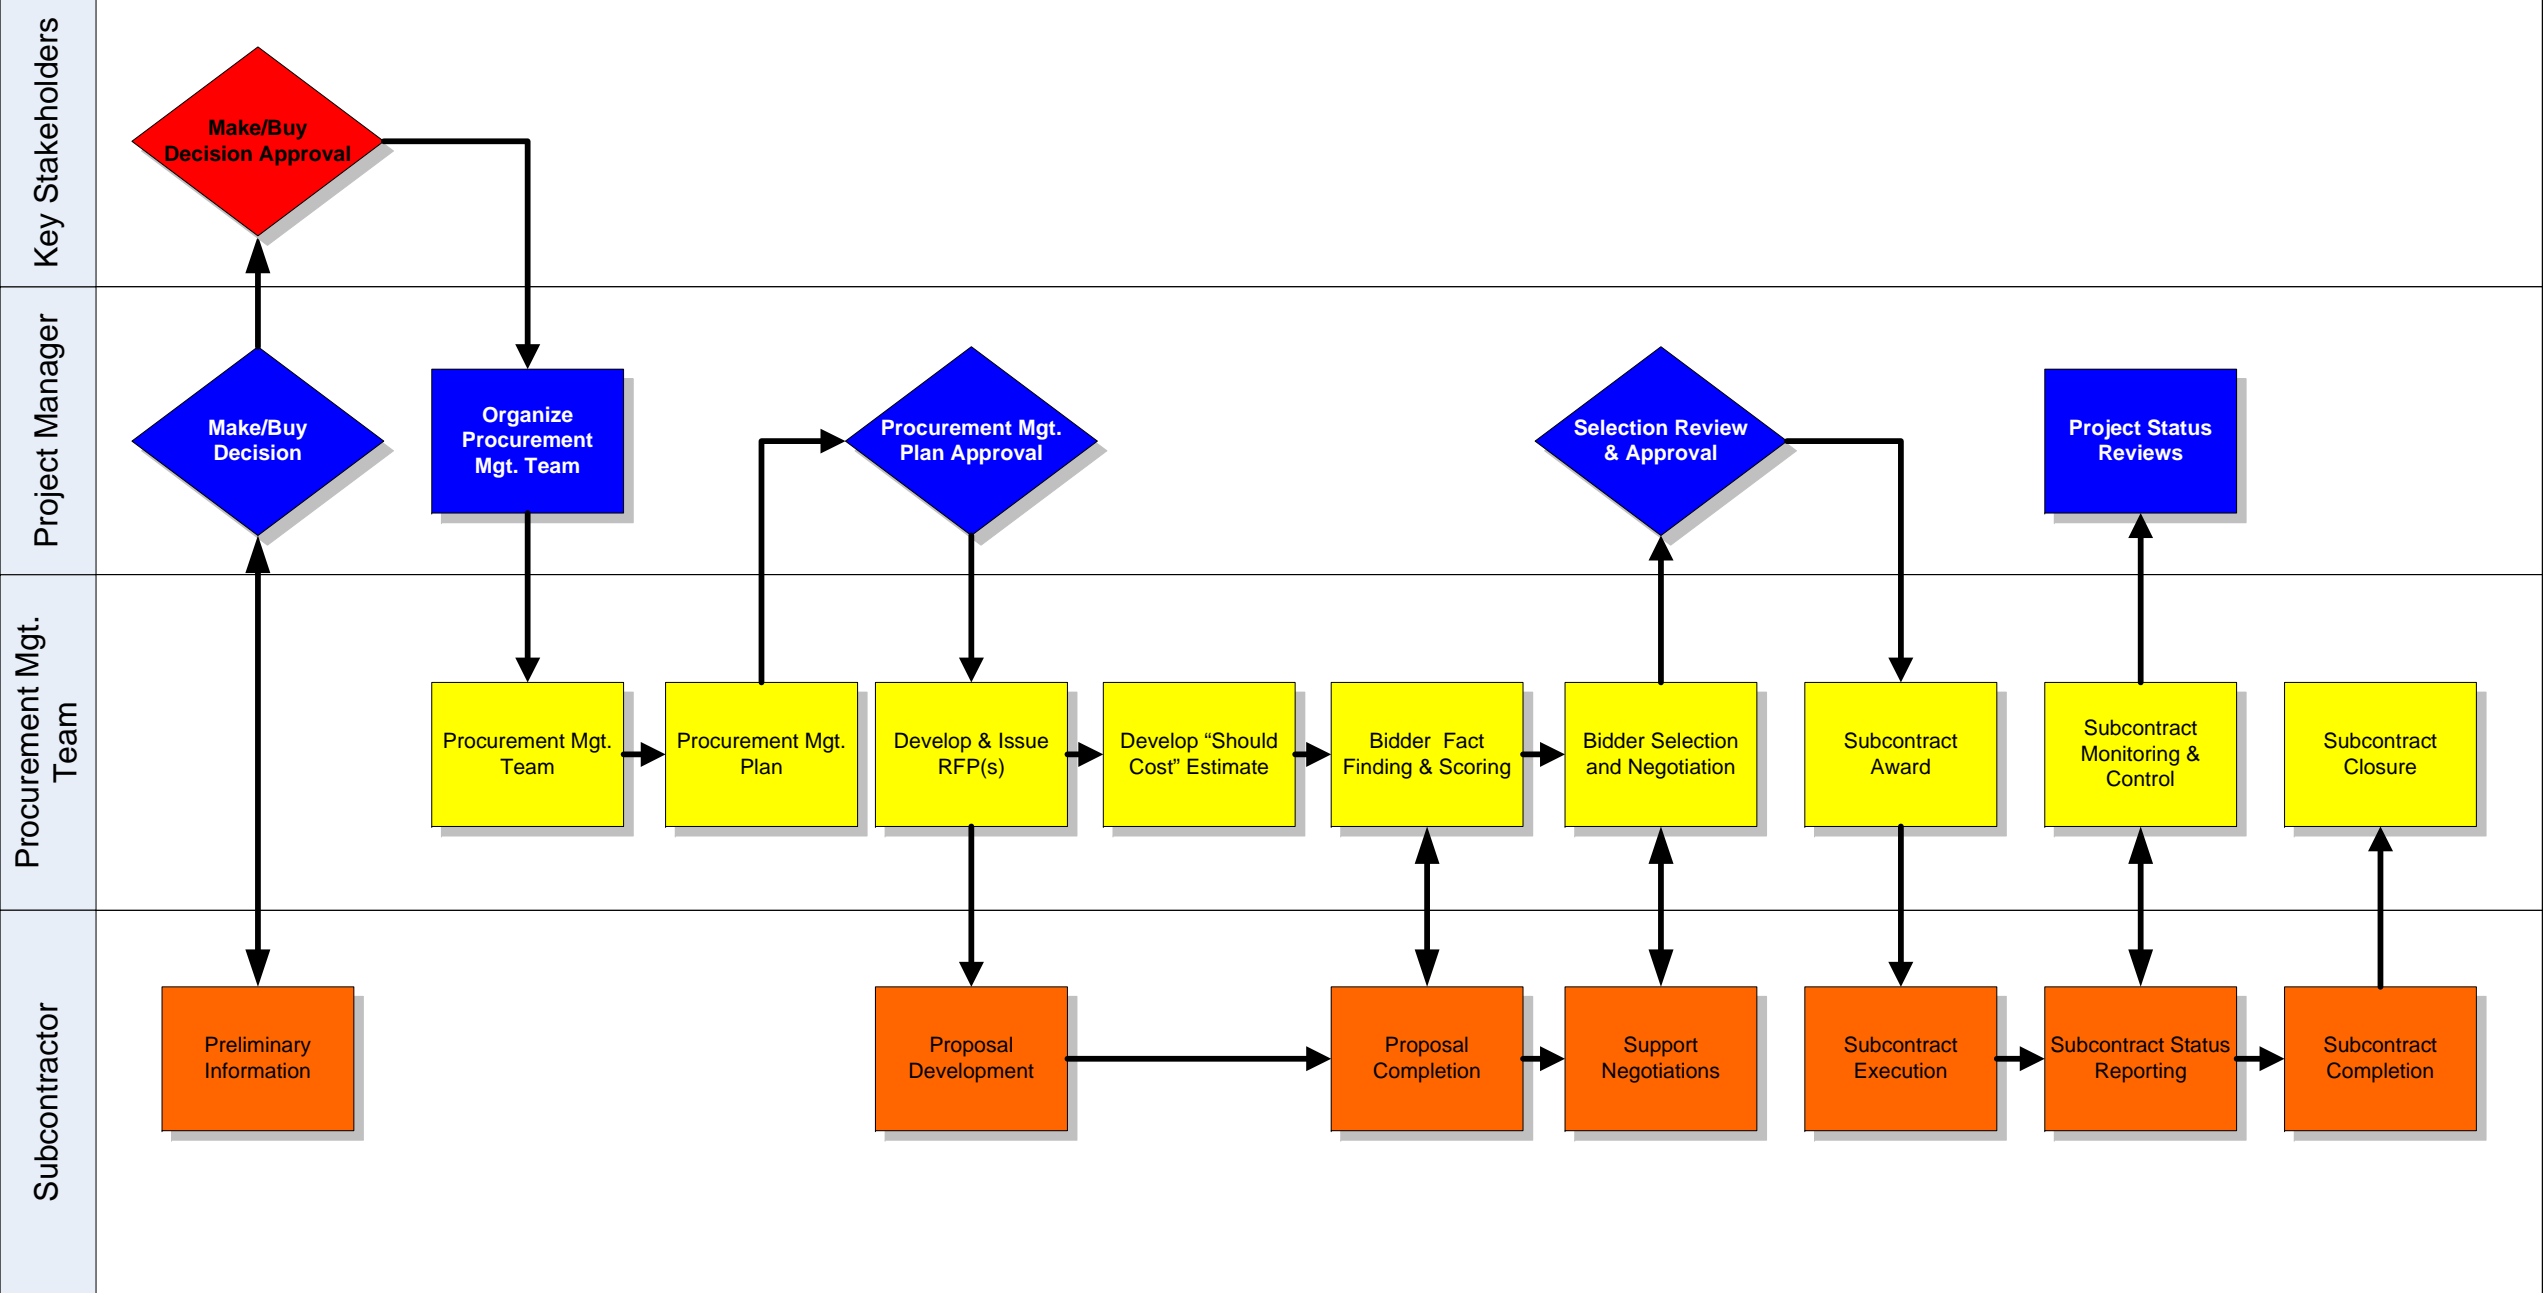 Key Stakeholders
Make/Buy
Decision Approval
Project Manager
Make/Buy
Decision
Organize
Procurement
Mgt. Team
Procurement Mgt.
Plan Approval
Selection Review
& Approval
Project Status
Reviews
Procurement Mgt.
Team
Procurement Mgt.
Team
Procurement Mgt.
Plan
Develop & Issue
RFP(s)
Develop “Should
Cost” Estimate
Bidder Fact
Finding & Scoring
Bidder Selection
and Negotiation
Subcontract
Award
Subcontract
Monitoring &
Control
Subcontract
Closure
Subcontractor
Preliminary
Information
Proposal
Development
Proposal
Completion
Support
Negotiations
Subcontract
Execution
Subcontract Status
Reporting
Subcontract
Completion